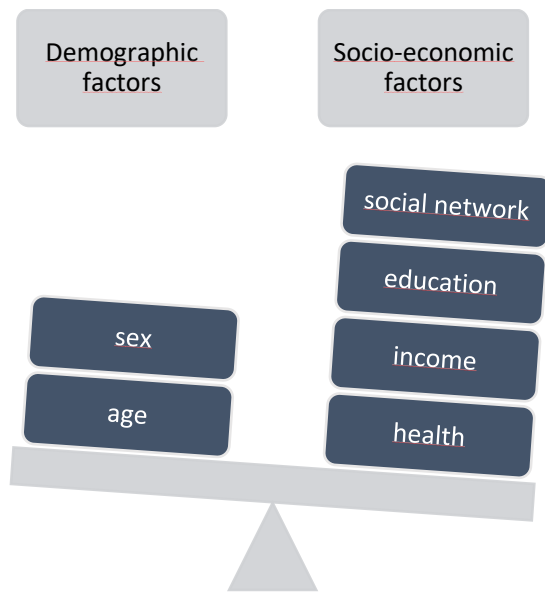 Demographic
factors
Socio-economic
factors
social network
education
income
health
sex
age